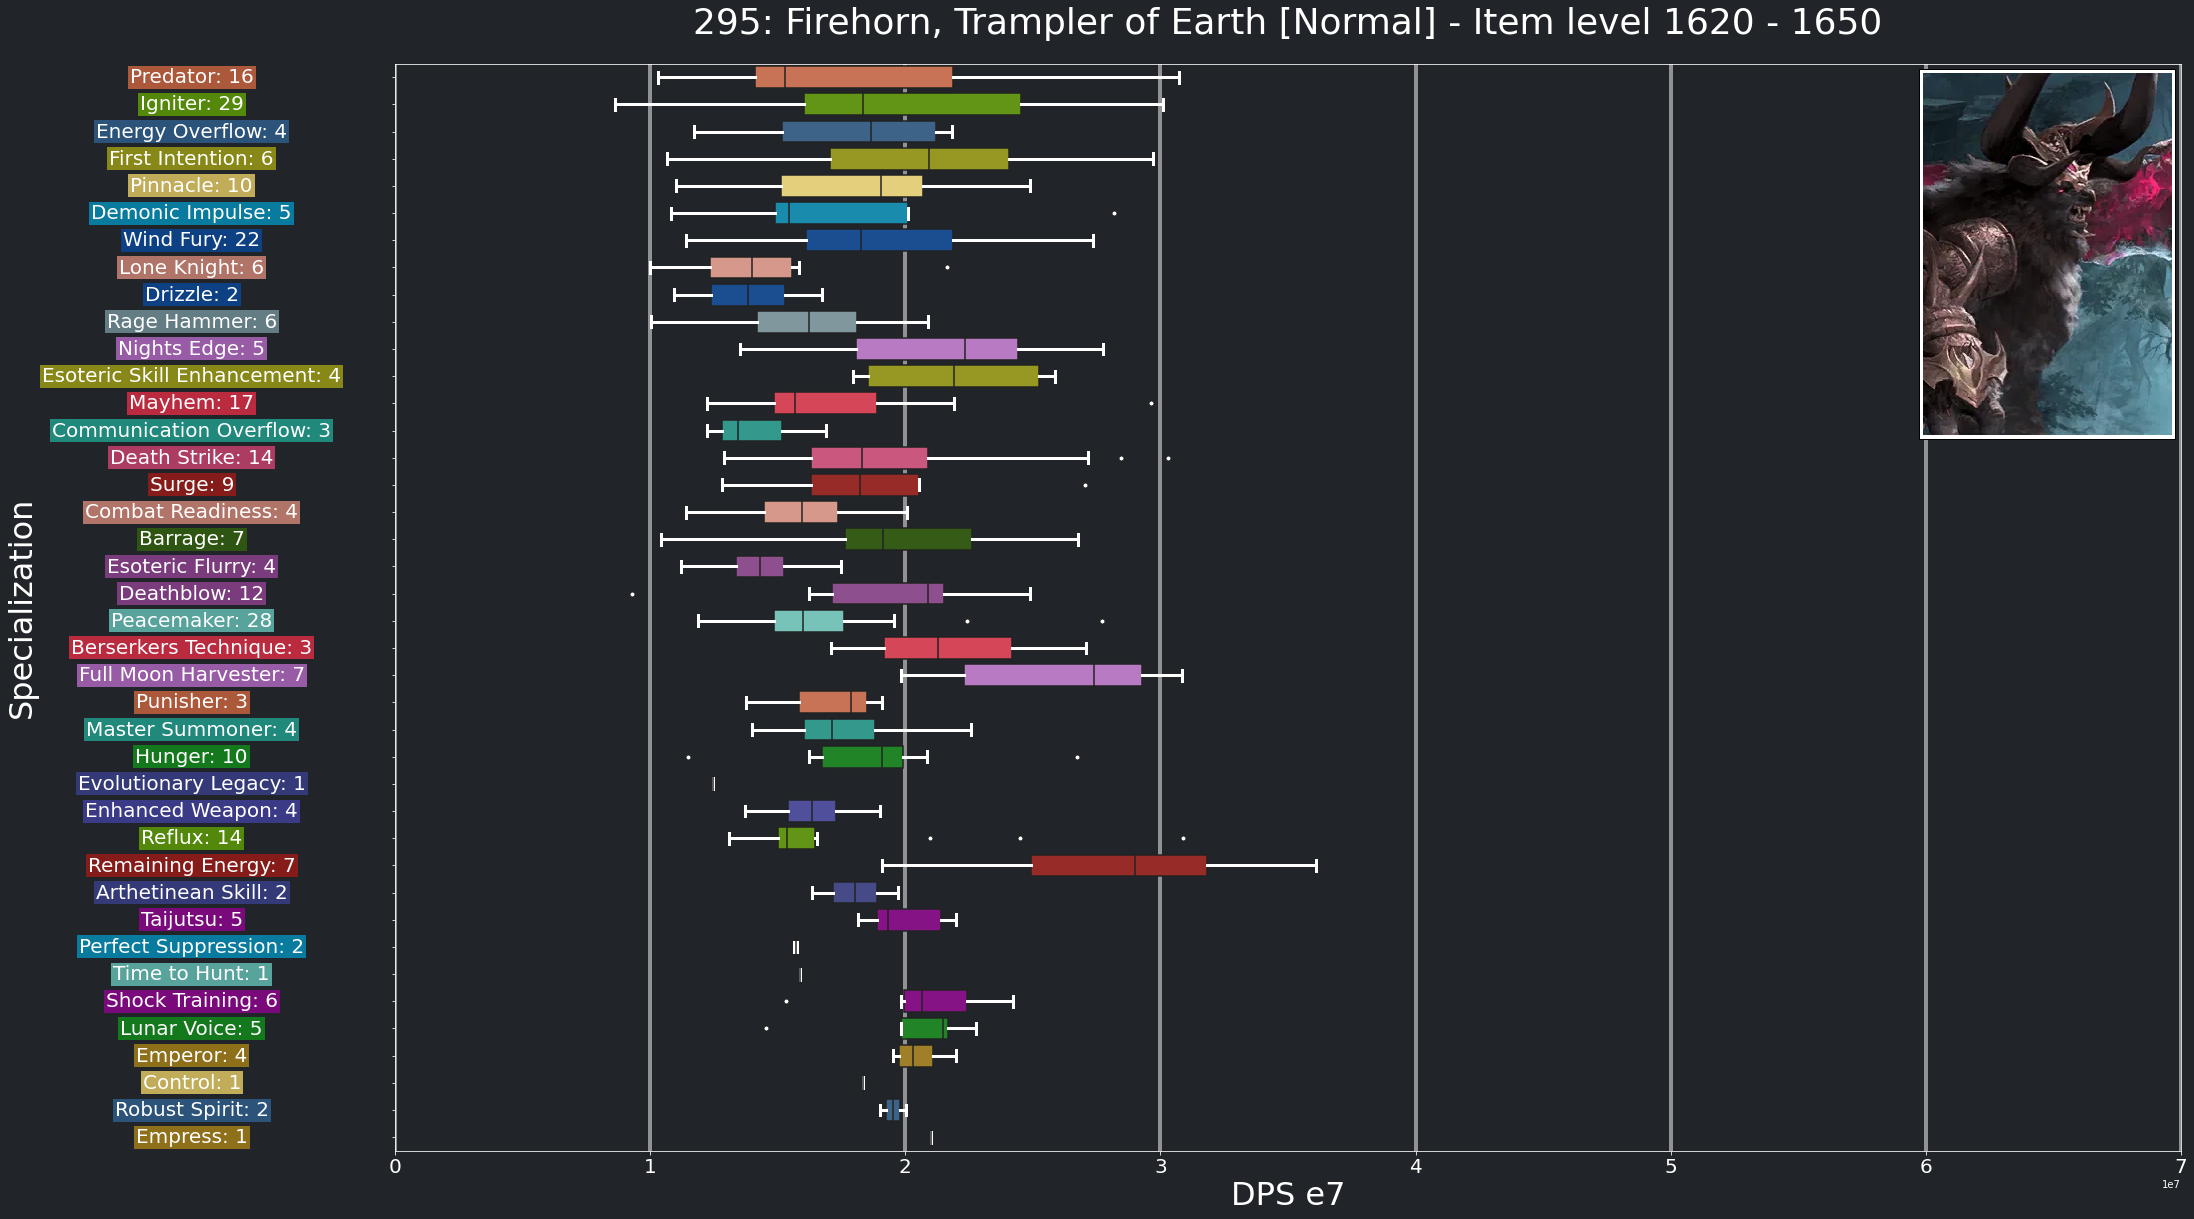 295: Firehorn, Trampler of Earth [Normal] - Item level 1620 - 1650
Specialization
Predator: 16
Igniter: 29
Energy Overflow: 4
First Intention: 6
Pinnacle: 10
Demonic Impulse: 5
Wind Fury: 22
Lone Knight: 6
Drizzle: 2
Rage Hammer: 6
Nights Edge: 5
Esoteric Skill Enhancement: 4
Mayhem: 17
Communication Overflow: 3
Death Strike: 14
Surge: 9
Combat Readiness: 4
Barrage: 7
Esoteric Flurry: 4
Deathblow: 12
Peacemaker: 28
Berserkers Technique: 3
Full Moon Harvester: 7
Punisher: 3
Master Summoner: 4
Hunger: 10
Evolutionary Legacy: 1
Enhanced Weapon: 4
Reflux: 14
Remaining Energy: 7
Arthetinean Skill: 2
Taijutsu: 5
Perfect Suppression: 2
Time to Hunt: 1
Shock Training: 6
Lunar Voice: 5
Emperor: 4
Control: 1
Robust Spirit: 2
Empress: 1
0 1 2 3 4 5 6 7
1e7
DPS e7